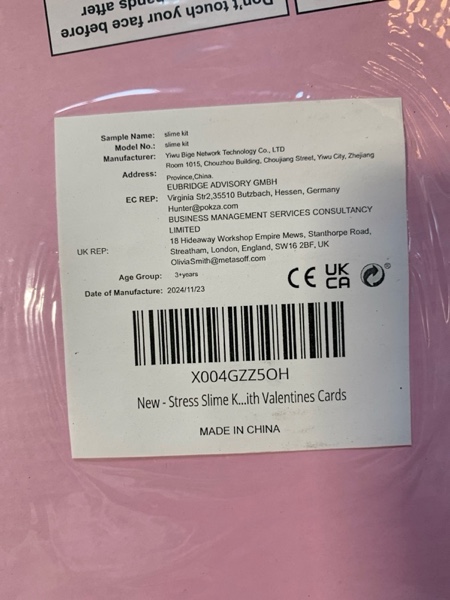 Don't touch your face before
hands after
Sample Name: slime kit
Model No.: slime kit
Manufacturer: Yiwu Bige Network Technology Co., LTD
Room 1015, Chouzhou Building, Choujiang Street, Yiwu City, Zhejiang
Address: Province,China.
EUBRIDGE ADVISORY GMBH
EC REP: Virginia Str2,35510 Butzbach, Hessen, Germany
Hunter@pokza.com
BUSINESS MANAGEMENT SERVICES CONSULTANCY
LIMITED
18 Hideaway Workshop Empire Mews, Stanthorpe Road,
UK REP: Streatham, London, England, SW16 2BF, UK
OliviaSmith@metasoff.com
Age Group: 3+years
Date of Manufacture: 2024/11/23
CE UK CA
X004GZZ5OH
New - Stress Slime K...ith Valentines Cards
MADE IN CHINA